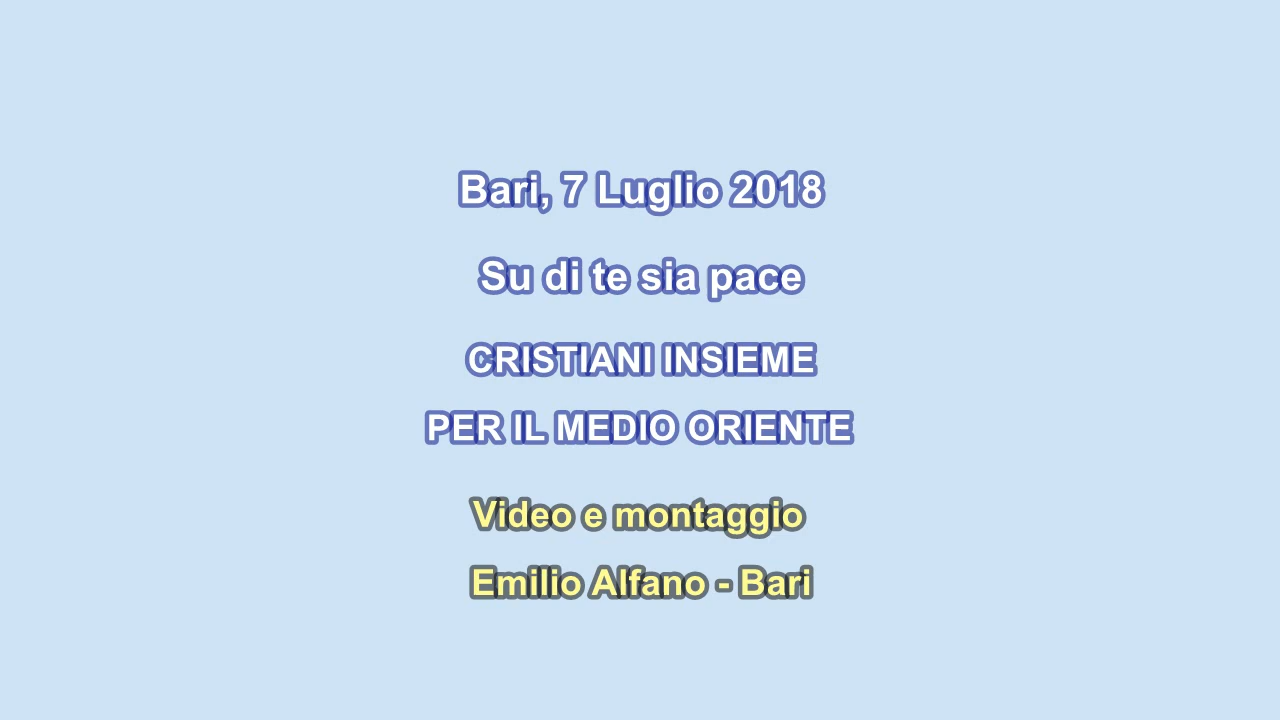 Bari, 7 Luglio 2018
Su di te sia pace
CRISTIANI INSIEME
PER IL MEDIO ORIENTE
Video e montaggio
Emilio Alfano - Bari